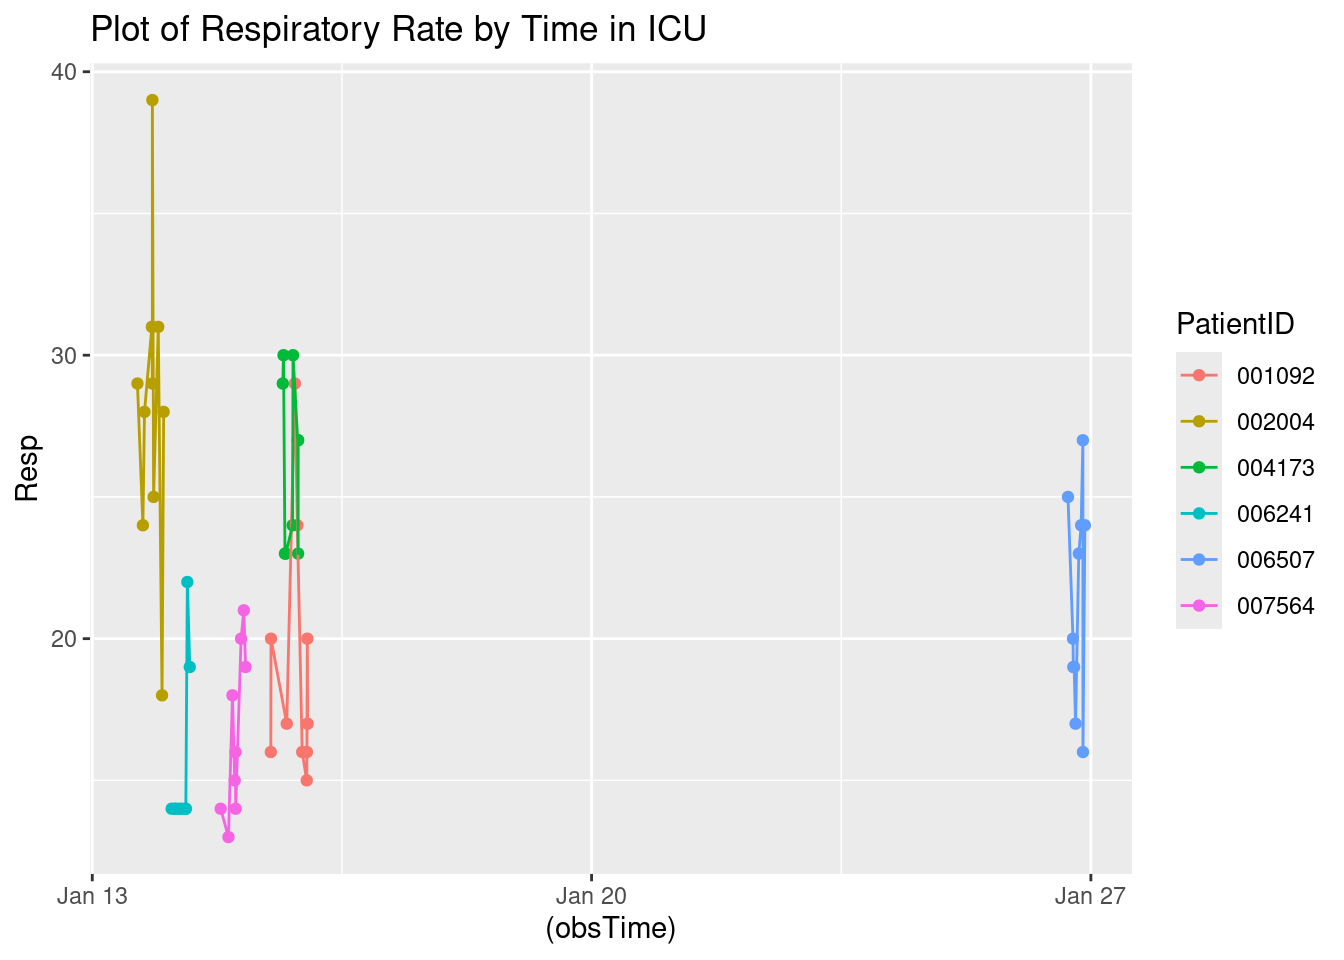 Plot of Respiratory Rate by Time in ICU
40
30
20
Resp
Jan 13
Jan 20
Jan 27
(obsTime)
PatientID
001092
002004
004173
006241
006507
007564